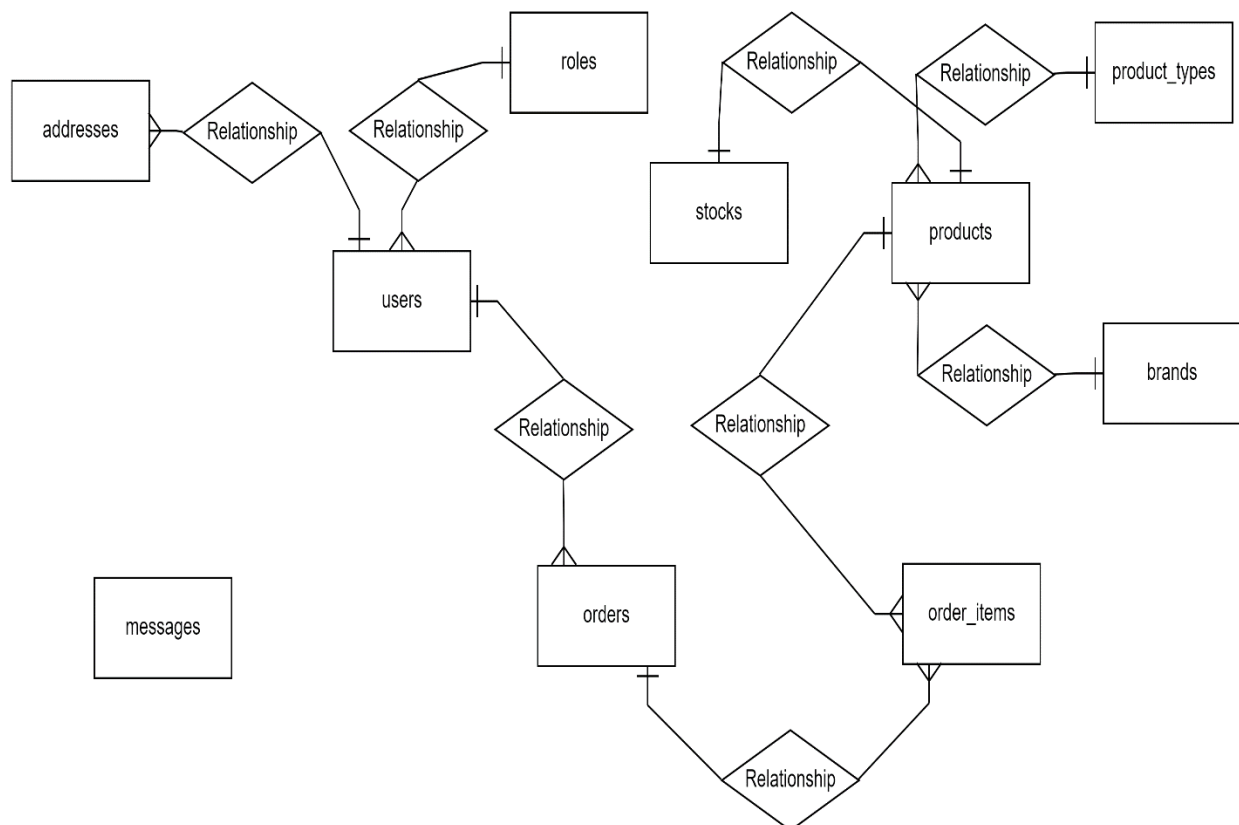 roles
Relationship
Relationship
product_types
addresses
Relationship
Relationship
stocks
products
users
Relationship
brands
Relationship
Relationship
messages
orders
order_items
Relationship